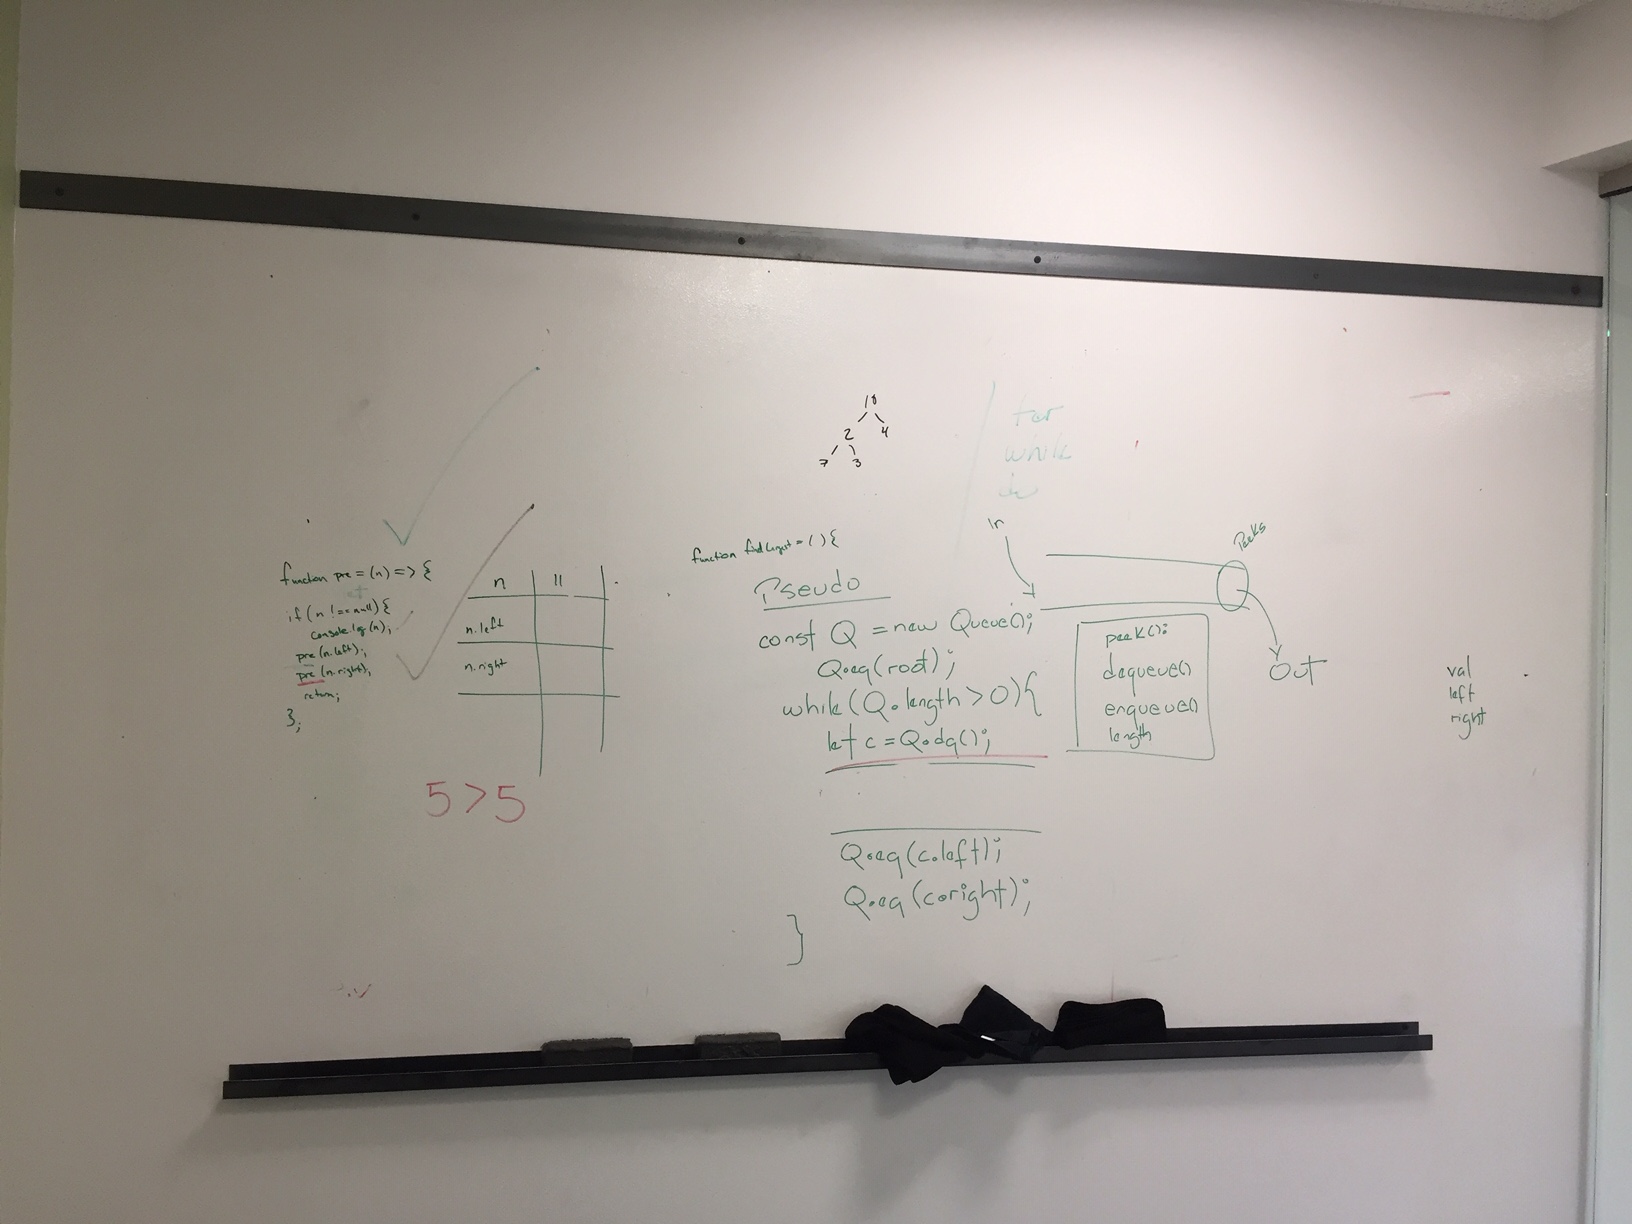 function pre = (n) => {
if (n !== null) {
console.log(n);
pre (n.left);
pre (n.right);
return;
};
n
11
n.left
n.right
5 > 5
2 4
7 3
for
while
do
In
Peeks
Out
function = () {
Pseudo
const Q = new Queue();
Q.eq(root);
while (Q.length > 0) {
let c = Q.dq();
Q.eq(c.left);
Q.eq(c.right);
}
peek();
dequeue()
enqueue()
length
val
left
right